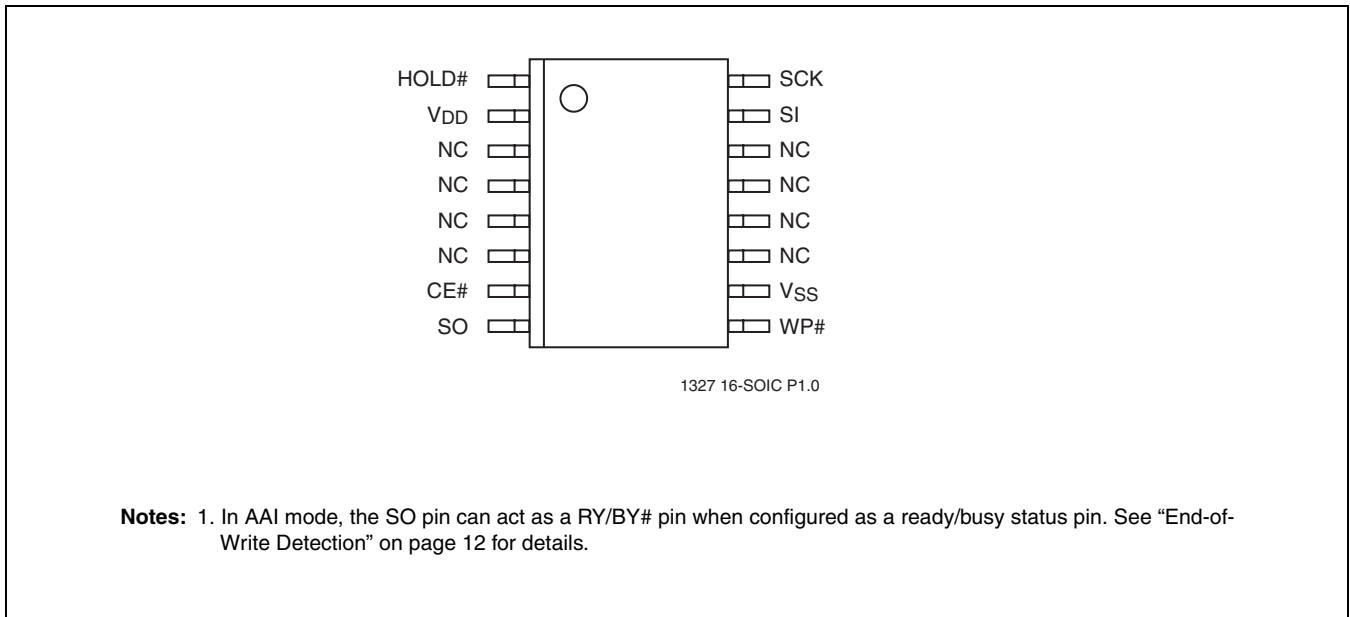 HOLD# SCK
VDD SI
NC NC
NC NC
NC NC
NC NC
CE# VSS
SO WP#
1327 16-SOIC P1.0
Notes: 1. In AAI mode, the SO pin can act as a RY/BY# pin when configured as a ready/busy status pin. See “End-of-
Write Detection” on page 12 for details.